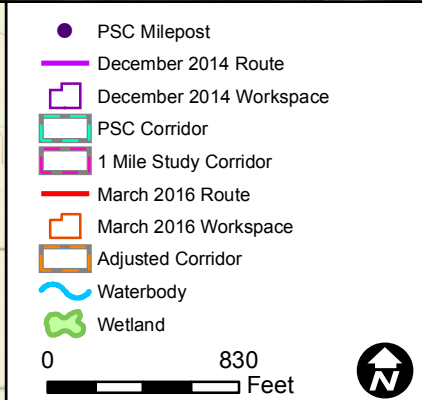 PSC Milepost
December 2014 Route
December 2014 Workspace
PSC Corridor
1 Mile Study Corridor
March 2016 Route
March 2016 Workspace
Adjusted Corridor
Waterbody
Wetland
0 830
Feet
N